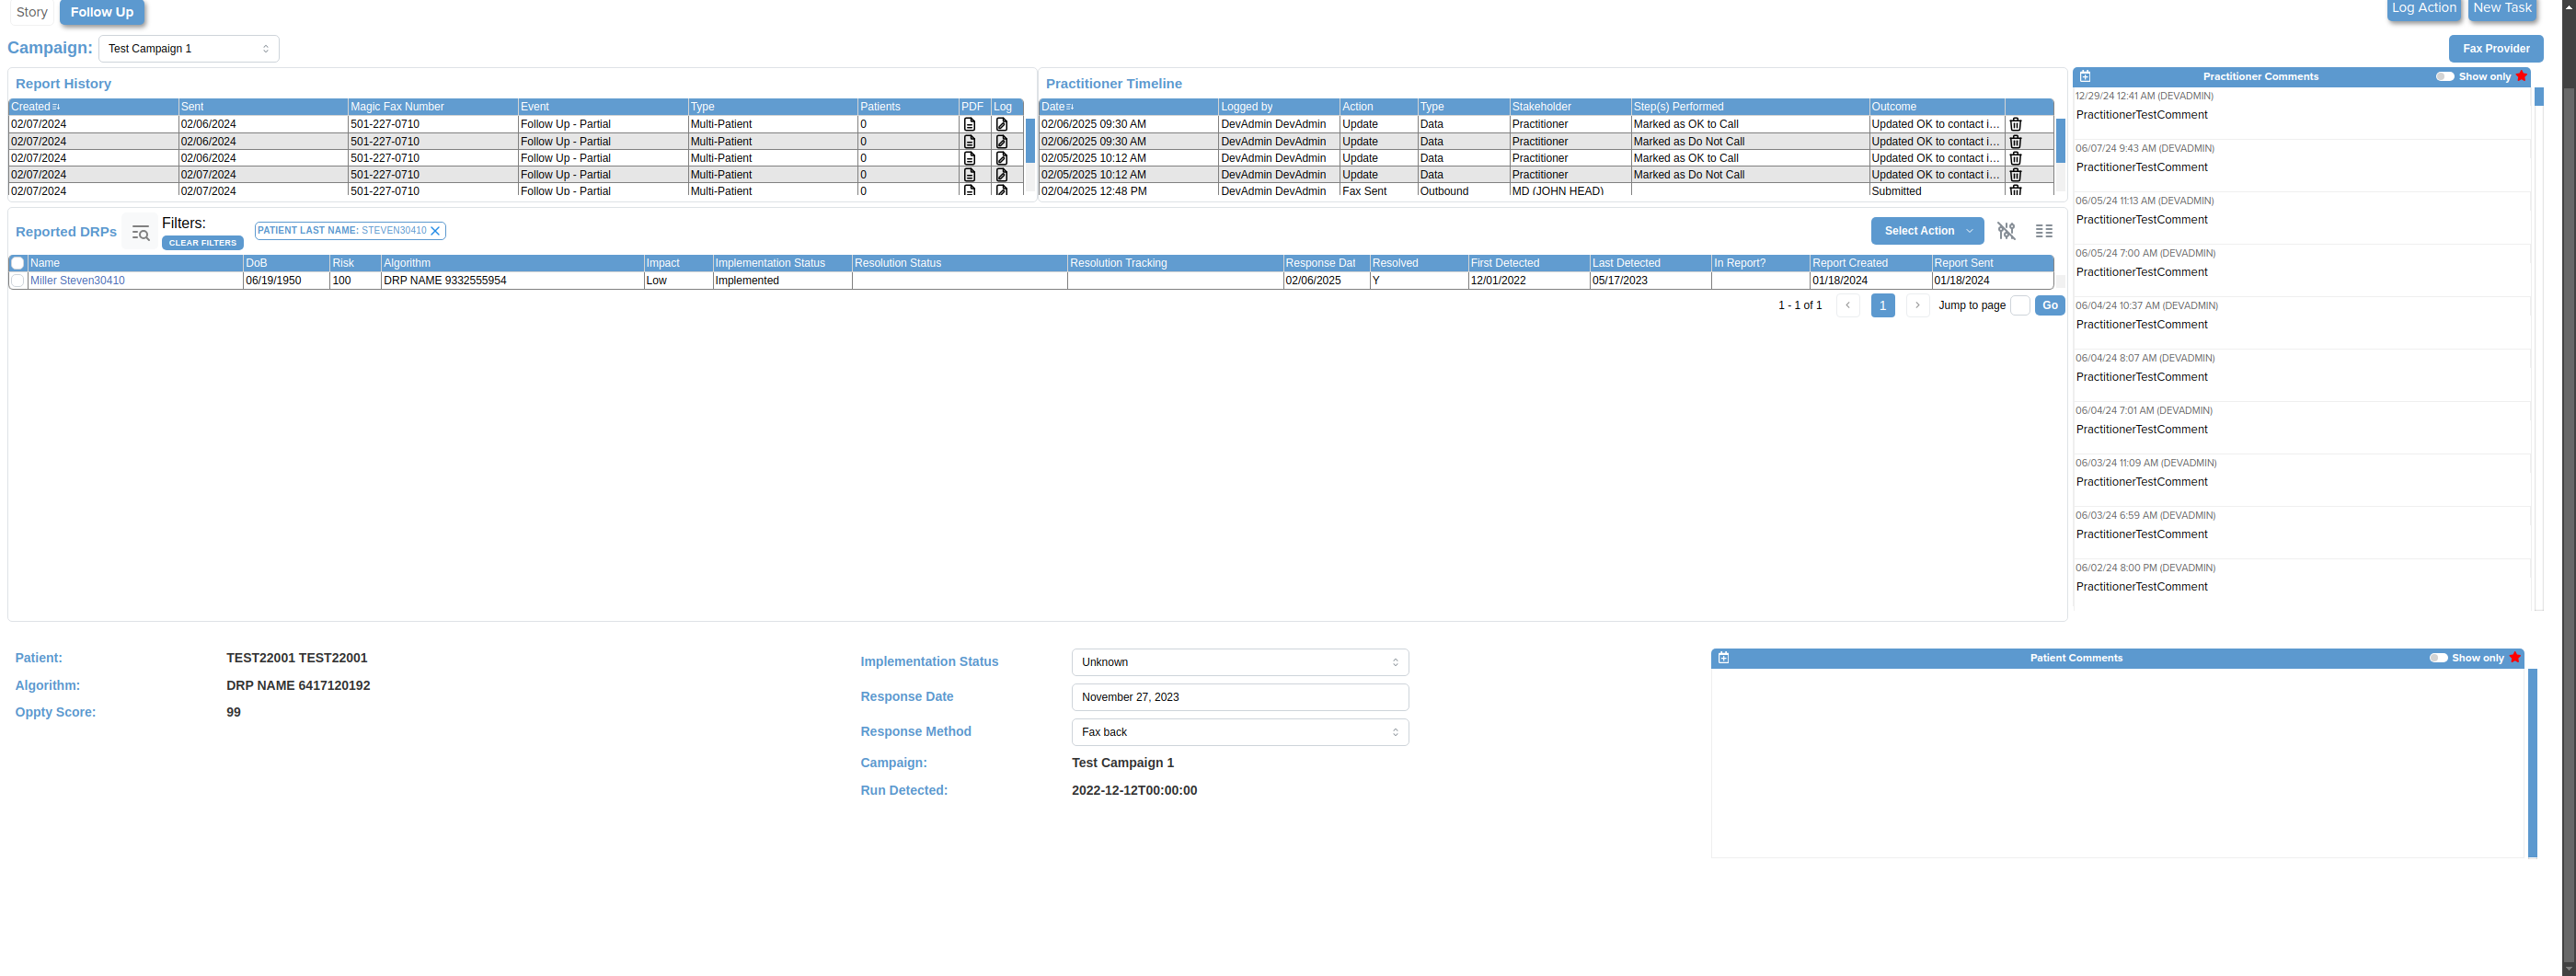 Story Follow Up Log Action New Task
Campaign: Test Campaign 1 Fax Provider
Report History
Created Sent Magic Fax Number Event Type Patients PDF Log
02/07/2024 02/06/2024 501-227-0710 Follow Up - Partial Multi-Patient 0
02/07/2024 02/06/2024 501-227-0710 Follow Up - Partial Multi-Patient 0
02/07/2024 02/06/2024 501-227-0710 Follow Up - Partial Multi-Patient 0
02/07/2024 02/07/2024 501-227-0710 Follow Up - Partial Multi-Patient 0
02/07/2024 02/07/2024 501-227-0710 Follow Up - Partial Multi-Patient 0
Practitioner Timeline
Date Logged by Action Type Stakeholder Step(s) Performed Outcome
02/06/2025 09:30 AM DevAdmin DevAdmin Update Data Practitioner Marked as OK to Call Updated OK to contact i...
02/06/2025 09:30 AM DevAdmin DevAdmin Update Data Practitioner Marked as Do Not Call Updated OK to contact i...
02/05/2025 10:12 AM DevAdmin DevAdmin Update Data Practitioner Marked as OK to Call Updated OK to contact i...
02/05/2025 10:12 AM DevAdmin DevAdmin Update Data Practitioner Marked as Do Not Call Updated OK to contact i...
02/04/2025 12:48 PM DevAdmin DevAdmin Fax Sent Outbound MD (JOHN HEAD) Submitted
Practitioner Comments Show only
12/29/24 12:41 AM (DEVADMIN)
PractitionerTestComment
06/07/24 9:43 AM (DEVADMIN)
PractitionerTestComment
06/05/24 11:13 AM (DEVADMIN)
PractitionerTestComment
06/05/24 7:00 AM (DEVADMIN)
PractitionerTestComment
06/04/24 10:37 AM (DEVADMIN)
PractitionerTestComment
06/04/24 8:07 AM (DEVADMIN)
PractitionerTestComment
06/04/24 7:01 AM (DEVADMIN)
PractitionerTestComment
06/03/24 11:09 AM (DEVADMIN)
PractitionerTestComment
06/03/24 6:59 AM (DEVADMIN)
PractitionerTestComment
06/02/24 8:00 PM (DEVADMIN)
PractitionerTestComment
Reported DRPs Filters: CLEAR FILTERS PATIENT LAST NAME: STEVEN30410 Select Action
Name DoB Risk Algorithm Impact Implementation Status Resolution Status Resolution Tracking Response Dat Resolved First Detected Last Detected In Report? Report Created Report Sent
Miller Steven30410 06/19/1950 100 DRP NAME 9332555954 Low Implemented 02/06/2025 Y 12/01/2022 05/17/2023 01/18/2024 01/18/2024
1 - 1 of 1 1 Jump to page Go
Patient: TEST22001 TEST22001
Algorithm: DRP NAME 6417120192
Oppty Score: 99
Implementation Status Unknown
Response Date November 27, 2023
Response Method Fax back
Campaign: Test Campaign 1
Run Detected: 2022-12-12T00:00:00
Patient Comments Show only